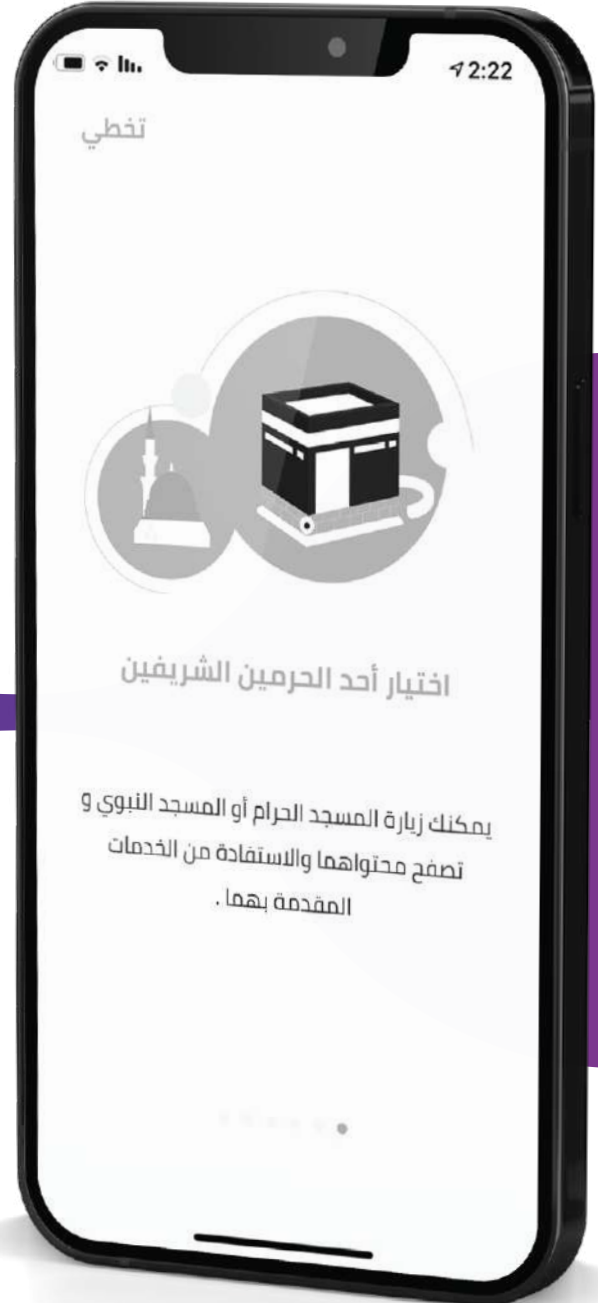 2:22
تخطي
اختيار أحد الحرمين الشريفين
يمكنك زيارة المسجد الحرام أو المسجد النبوي و
تصفح محتواهما والاستفادة من الخدمات
المقدمة بهما .